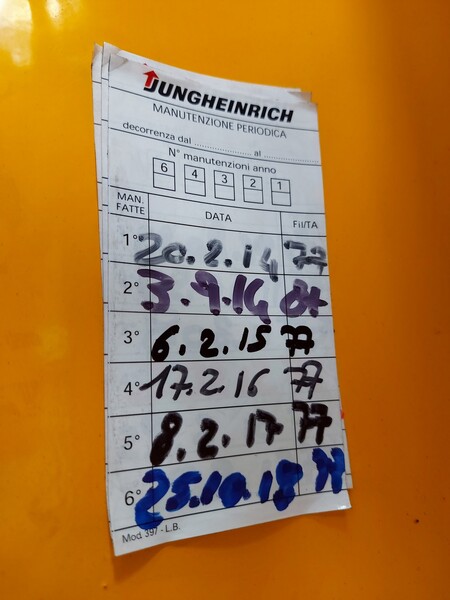 JUNGHEINRICH
MANUTENZIONE PERIODICA
decorrenza dal .................... al ....................
N° manutenzioni anno
6 4 3 2 1
MAN. FATTE DATA Fil/TA
1° 20.2.14 77
2° 3.9.14
3° 6.2.15 77
4° 17.2.16 77
5° 8.2.17 77
6° 25.10.18 77
Mod. 397 - L.B.